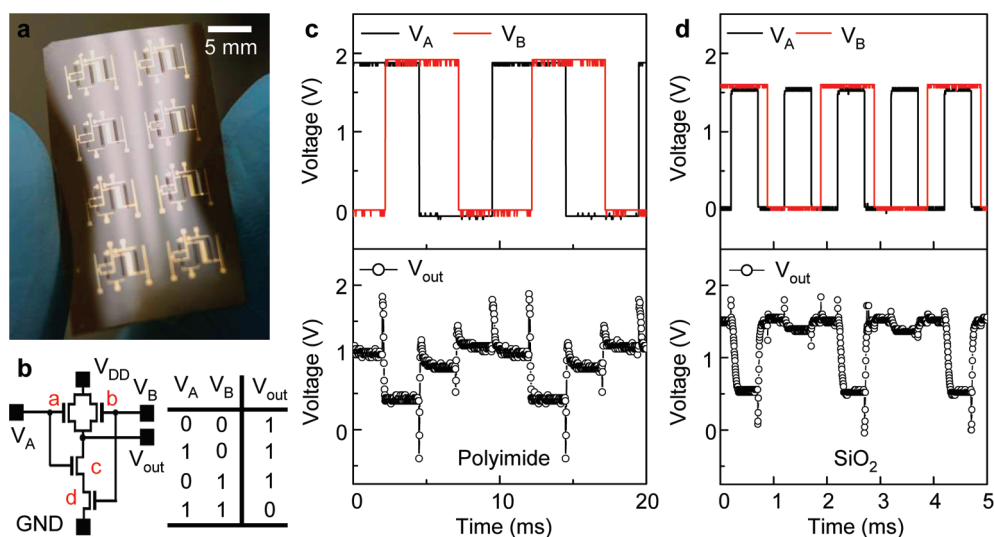 a
5 mm
b
V_DD
V_B
a
b
V_A
V_out
c
d
GND
V_A V_B V_out
0 0 1
1 0 1
0 1 1
1 1 0
c
V_A V_B
Voltage (V)
2
1
0
V_out
Voltage (V)
2
1
0
Polyimide
0 5 10 15 20
Time (ms)
d
V_A V_B
Voltage (V)
2
1
0
V_out
Voltage (V)
2
1
0
SiO₂
0 1 2 3 4 5
Time (ms)